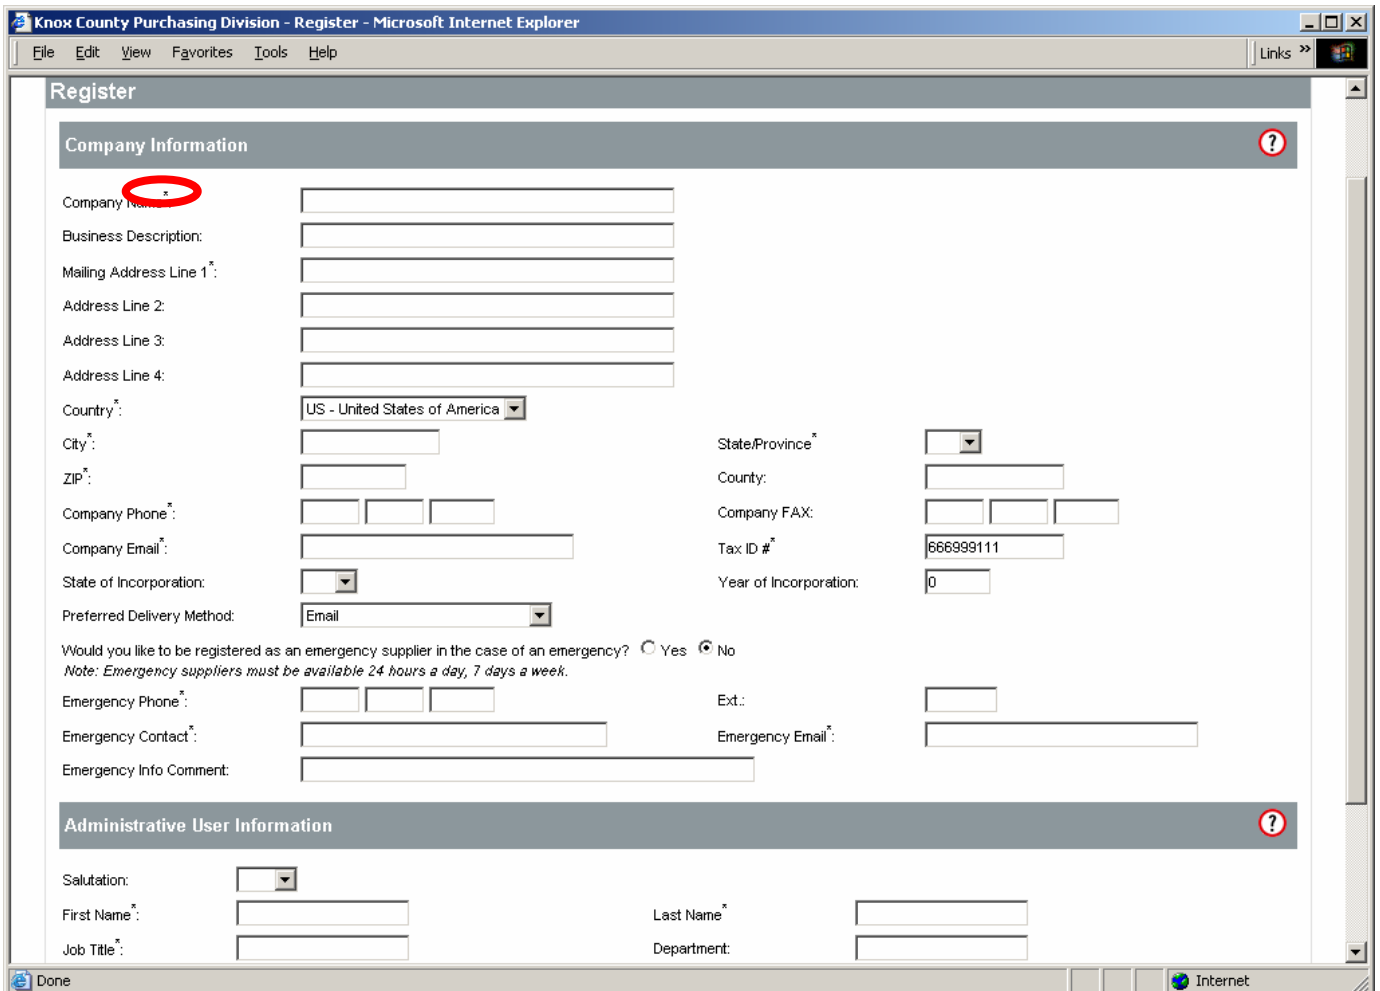 Knox County Purchasing Division - Register - Microsoft Internet Explorer
File Edit View Favorites Tools Help Links »
Register
Company Information ?
Company Name*:
Business Description:
Mailing Address Line 1*:
Address Line 2:
Address Line 3:
Address Line 4:
Country*: US - United States of America
City*: State/Province*
ZIP*: County:
Company Phone*: Company FAX:
Company Email*: Tax ID #* 666999111
State of Incorporation: Year of Incorporation: 0
Preferred Delivery Method: Email
Would you like to be registered as an emergency supplier in the case of an emergency? Yes No
Note: Emergency suppliers must be available 24 hours a day, 7 days a week.
Emergency Phone*: Ext.:
Emergency Contact*: Emergency Email*:
Emergency Info Comment:
Administrative User Information ?
Salutation:
First Name*: Last Name*
Job Title*: Department:
Done Internet